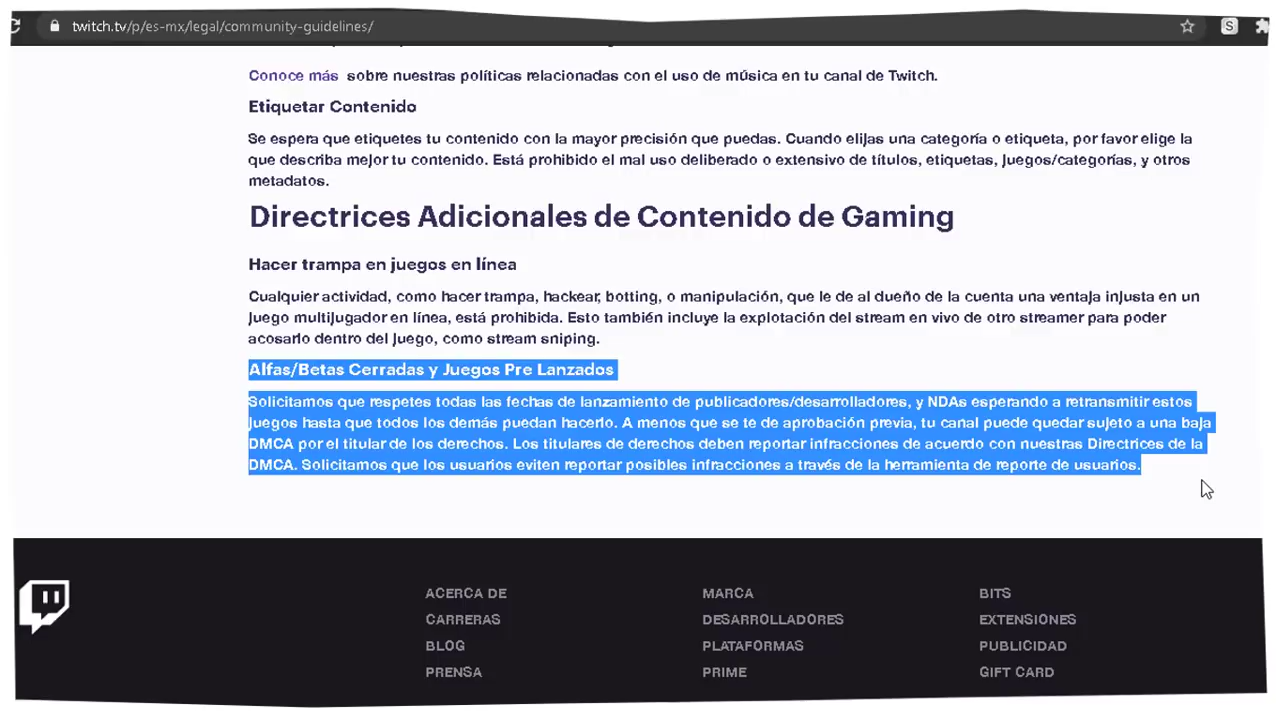 twitch.tv/p/es-mx/legal/community-guidelines/
S
Conoce más sobre nuestras políticas relacionadas con el uso de música en tu canal de Twitch.
Etiquetar Contenido
Se espera que etiquetes tu contenido con la mayor precisión que puedas. Cuando elijas una categoría o etiqueta, por favor elige la
que describa mejor tu contenido. Está prohibido el mal uso deliberado o extensivo de títulos, etiquetas, juegos/categorías, y otros
metadatos.
Directrices Adicionales de Contenido de Gaming
Hacer trampa en juegos en línea
Cualquier actividad, como hacer trampa, hackear, botting, o manipulación, que le de al dueño de la cuenta una ventaja injusta en un
juego multijugador en línea, está prohibida. Esto también incluye la explotación del stream en vivo de otro streamer para poder
acosarlo dentro del juego, como stream sniping.
Alfas/Betas Cerradas y Juegos Pre Lanzados
Solicitamos que respetes todas las fechas de lanzamiento de publicadores/desarrolladores, y NDAs esperando a retransmitir estos
juegos hasta que todos los demás puedan hacerlo. A menos que se te de aprobación previa, tu canal puede quedar sujeto a una baja
DMCA por el titular de los derechos. Los titulares de derechos deben reportar infracciones de acuerdo con nuestras Directrices de la
DMCA. Solicitamos que los usuarios eviten reportar posibles infracciones a través de la herramienta de reporte de usuarios.
ACERCA DE
CARRERAS
BLOG
PRENSA
MARCA
DESARROLLADORES
PLATAFORMAS
PRIME
BITS
EXTENSIONES
PUBLICIDAD
GIFT CARD